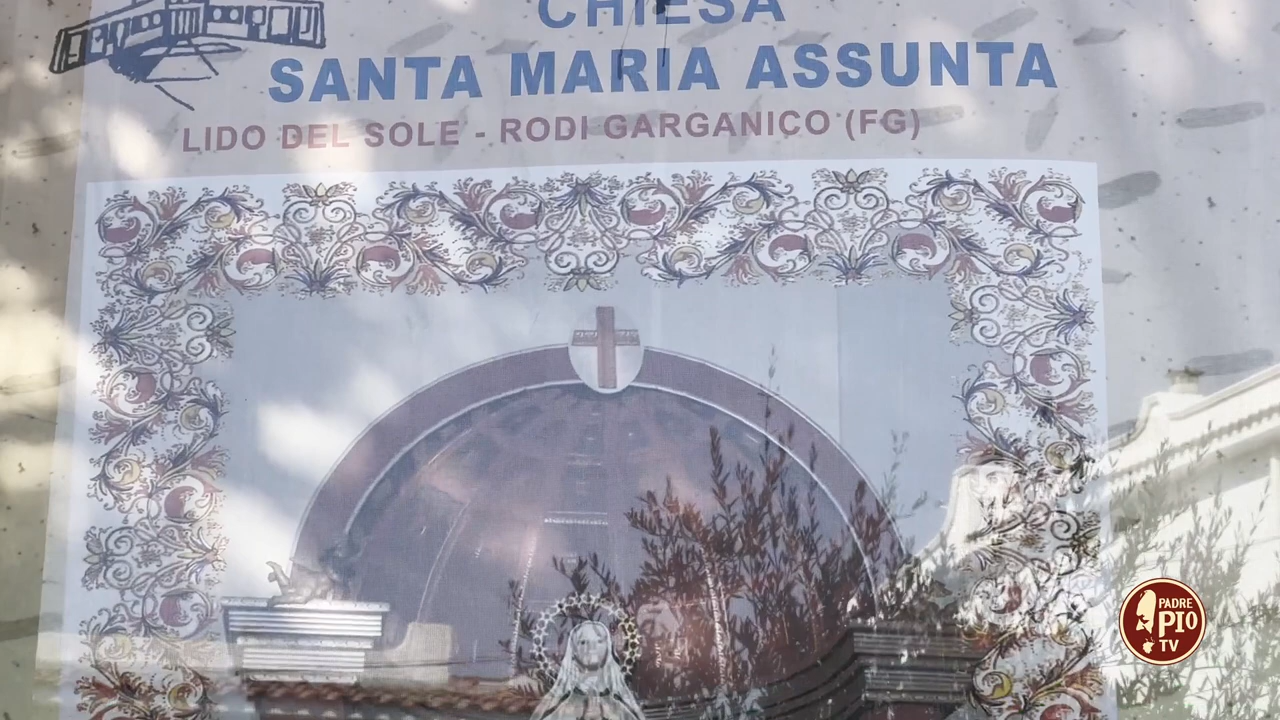 CHIESA
SANTA MARIA ASSUNTA
LIDO DEL SOLE - RODI GARGANICO (FG)
PADRE
PIO
TV